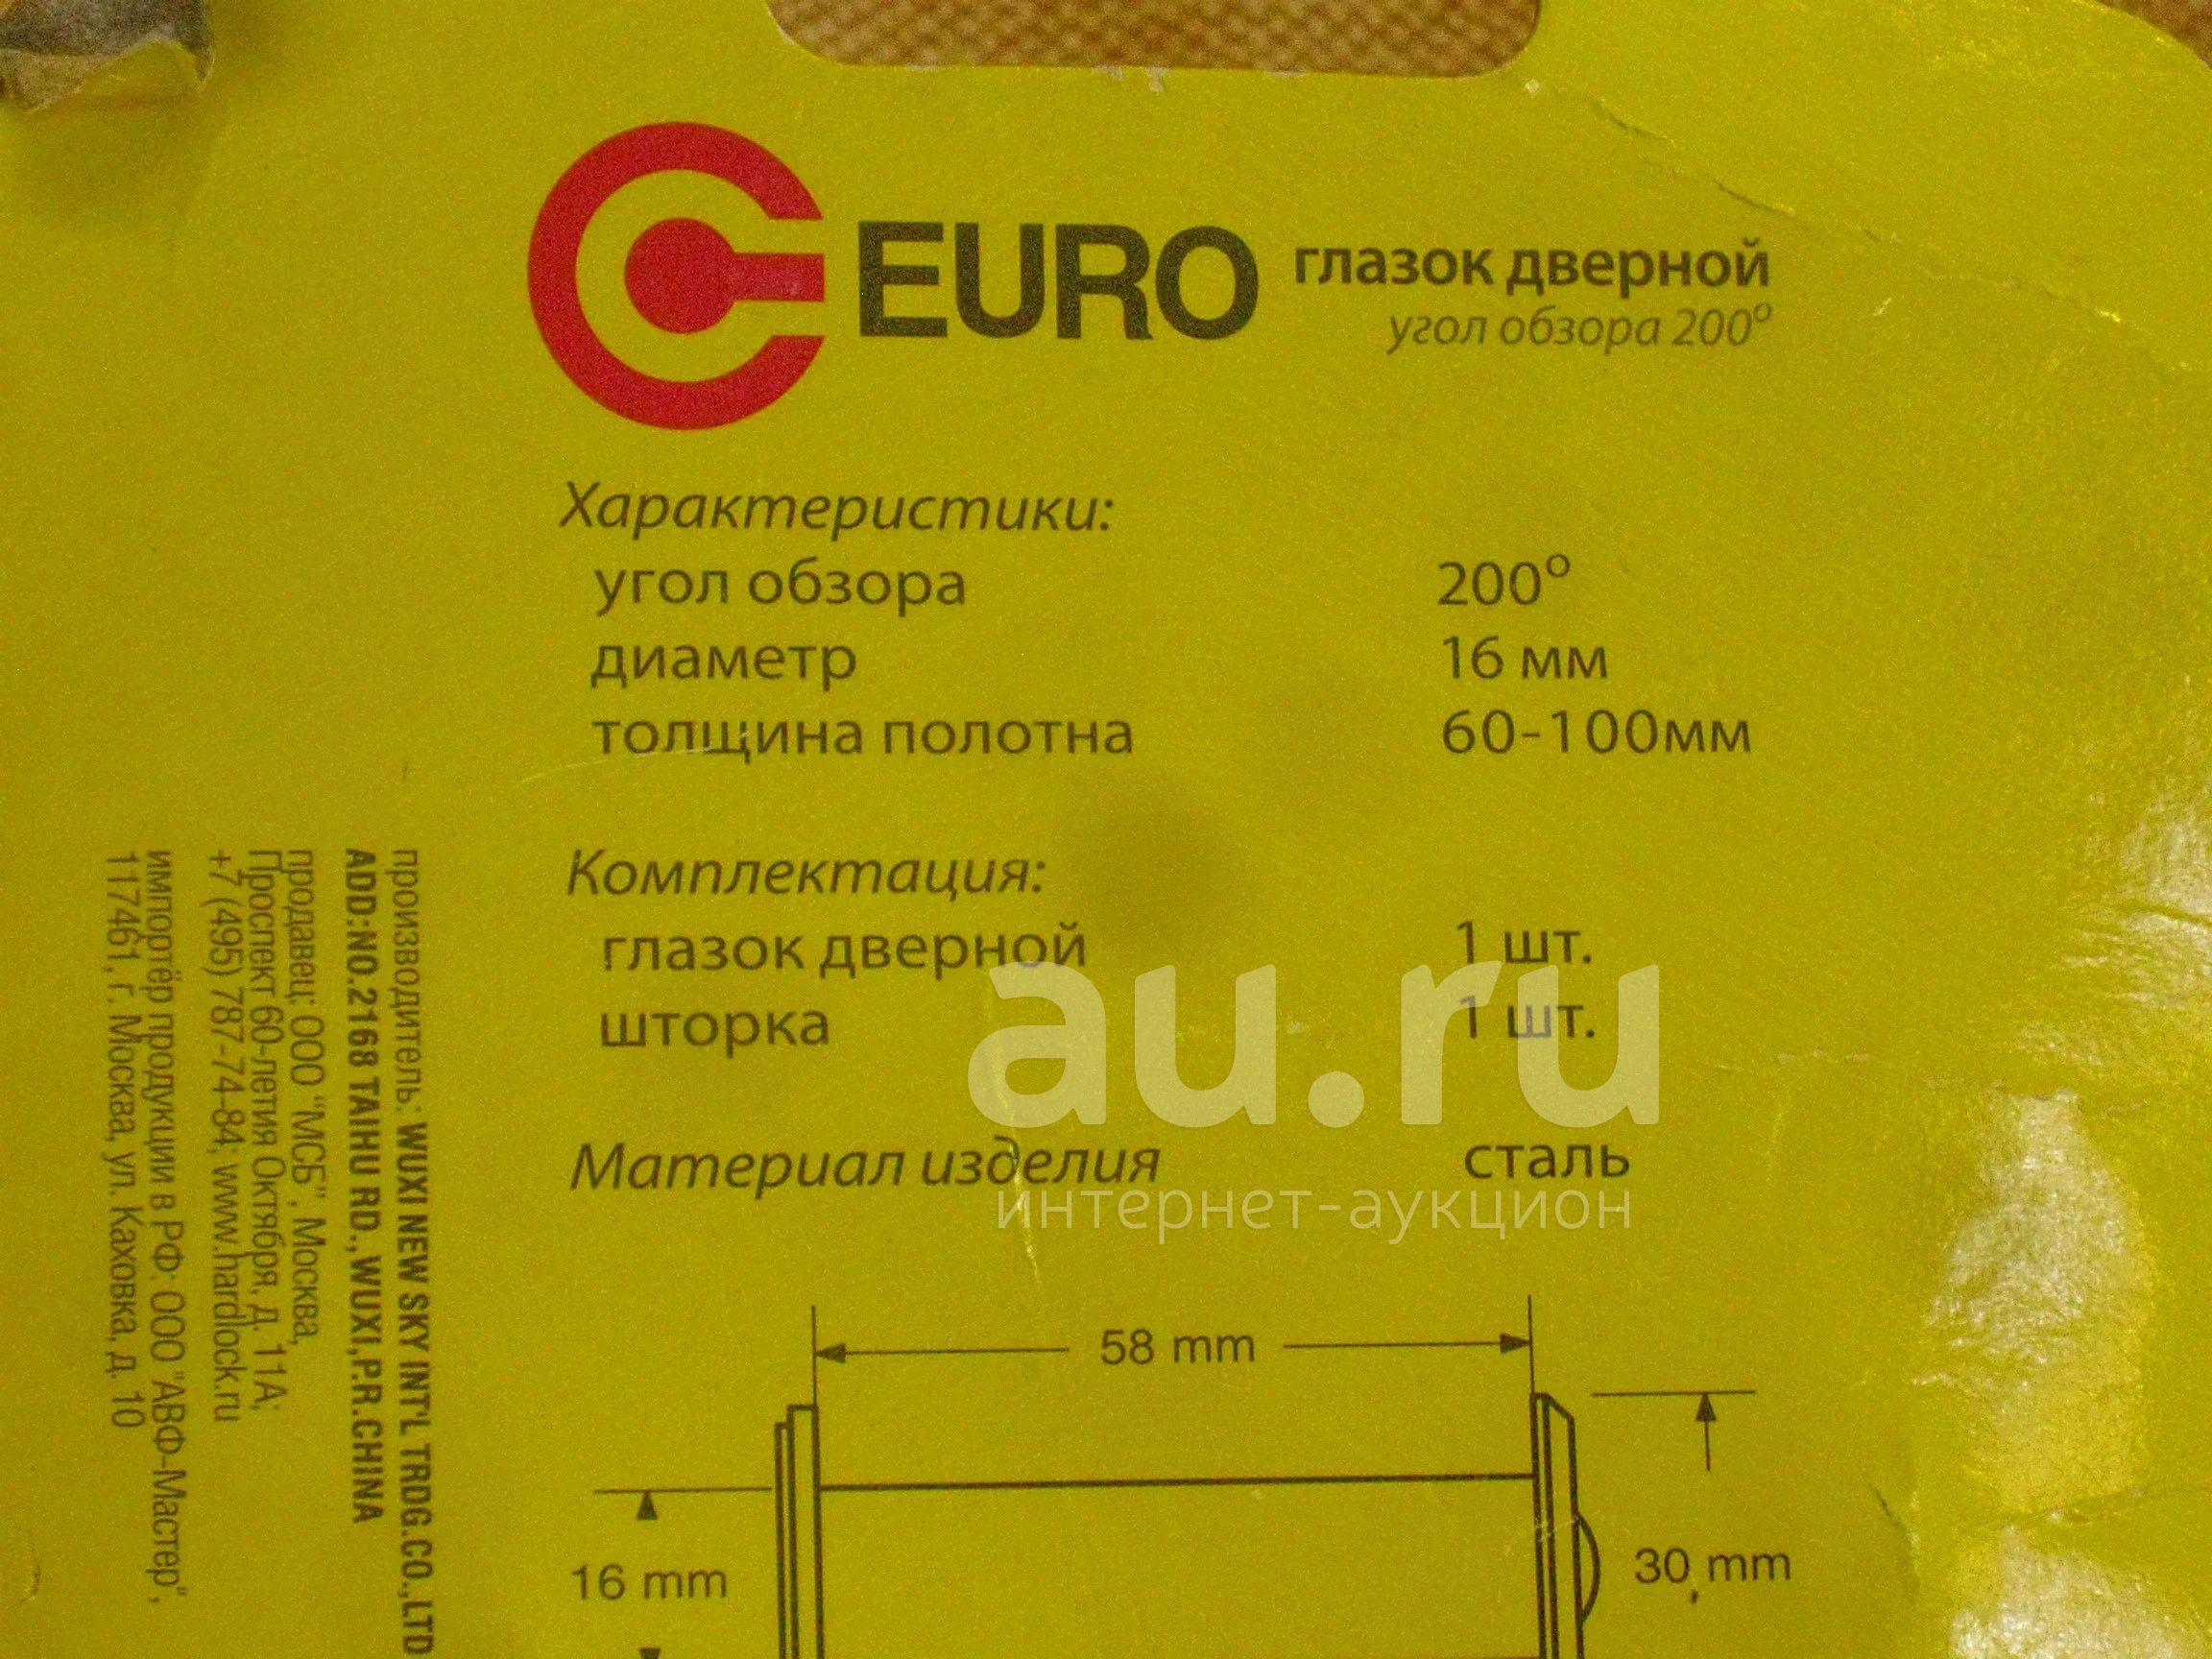 EURO глазок дверной
угол обзора 200°
Характеристики:
угол обзора 200°
диаметр 16 мм
толщина полотна 60-100мм
Комплектация:
глазок дверной 1 шт.
шторка 1 шт.
Материал изделия сталь
58 mm
16 mm
30 mm
производитель: WUXI NEW SKY INT'L TRDG.CO.,LTD
ADD:NO.2168 TAIHU RD.,WUXI,P.R.CHINA
продавец: ООО "МСБ", Москва,
Проспект 60-летия Октября, д. 11А;
+7 (495) 787-74-84; www.hardlock.ru
импортёр продукции в РФ: ООО "АВФ-Мастер",
117461, г. Москва, ул. Каховка, д. 10
au.ru
интернет-аукцион